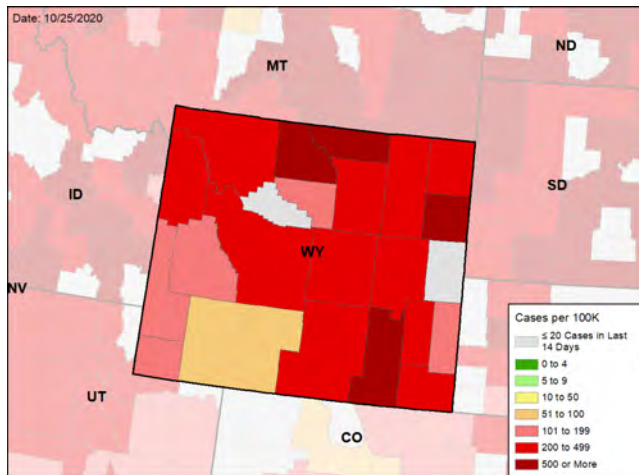 Date: 10/25/2020
ND
MT
ID
SD
WY
NV
UT
CO
Cases per 100K
≤ 20 Cases in Last
14 Days
0 to 4
5 to 9
10 to 50
51 to 100
101 to 199
200 to 499
500 or More